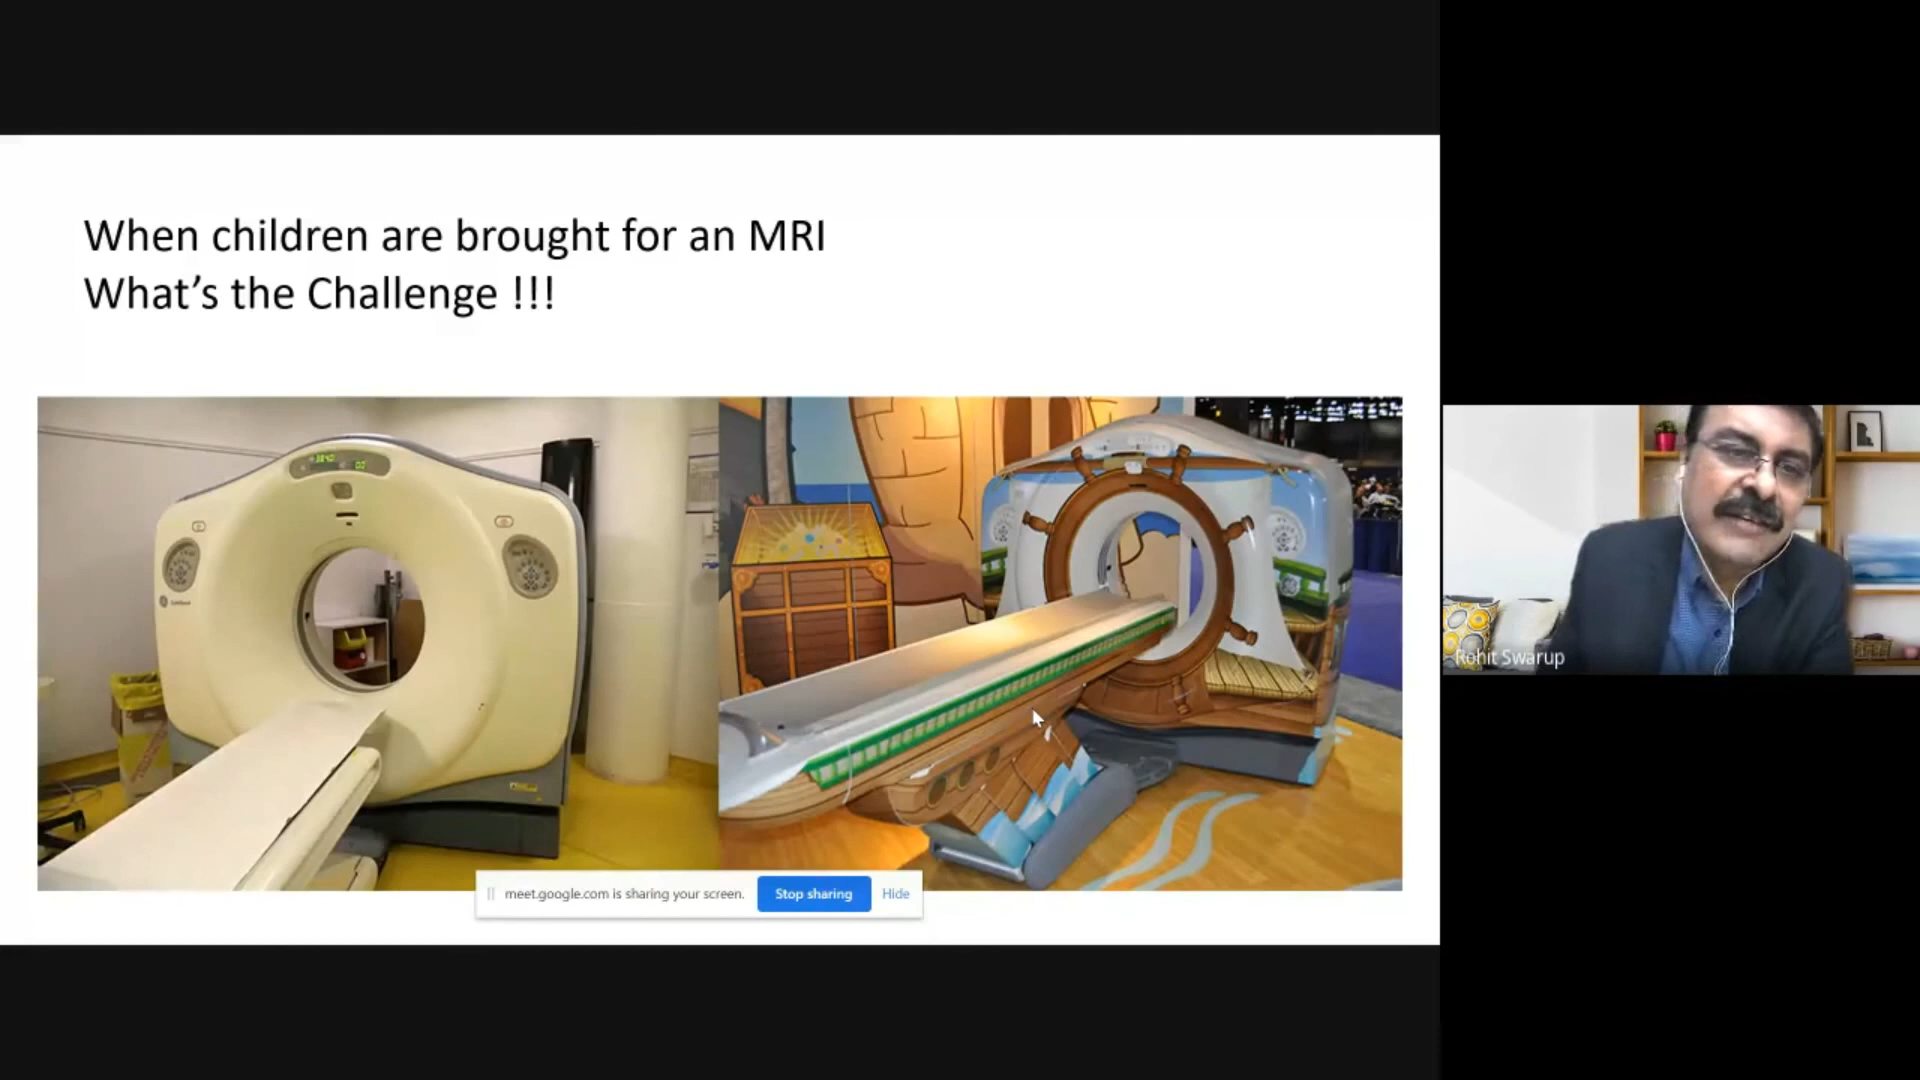 When children are brought for an MRI
What’s the Challenge !!!
meet.google.com is sharing your screen.
Stop sharing
Hide
Rohit Swarup